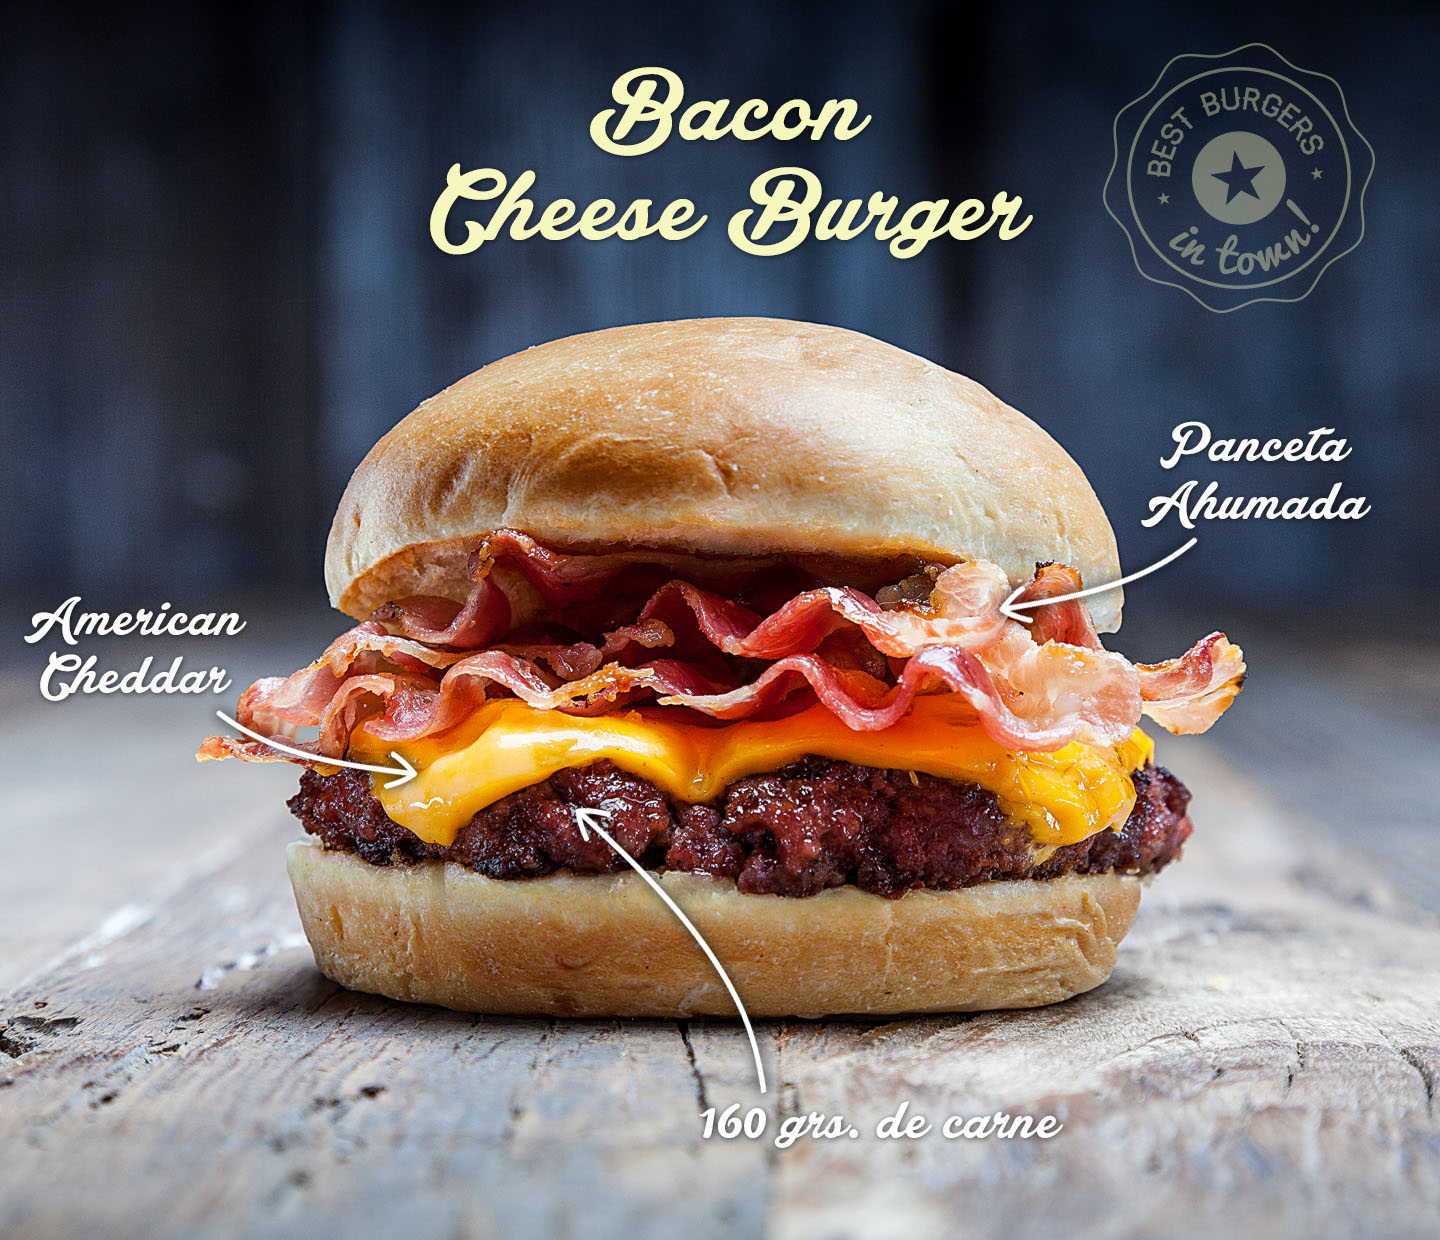 Bacon
Cheese Burger
BEST BURGERS
in town!
Panceta
Ahumada
American
Cheddar
160 grs. de carne